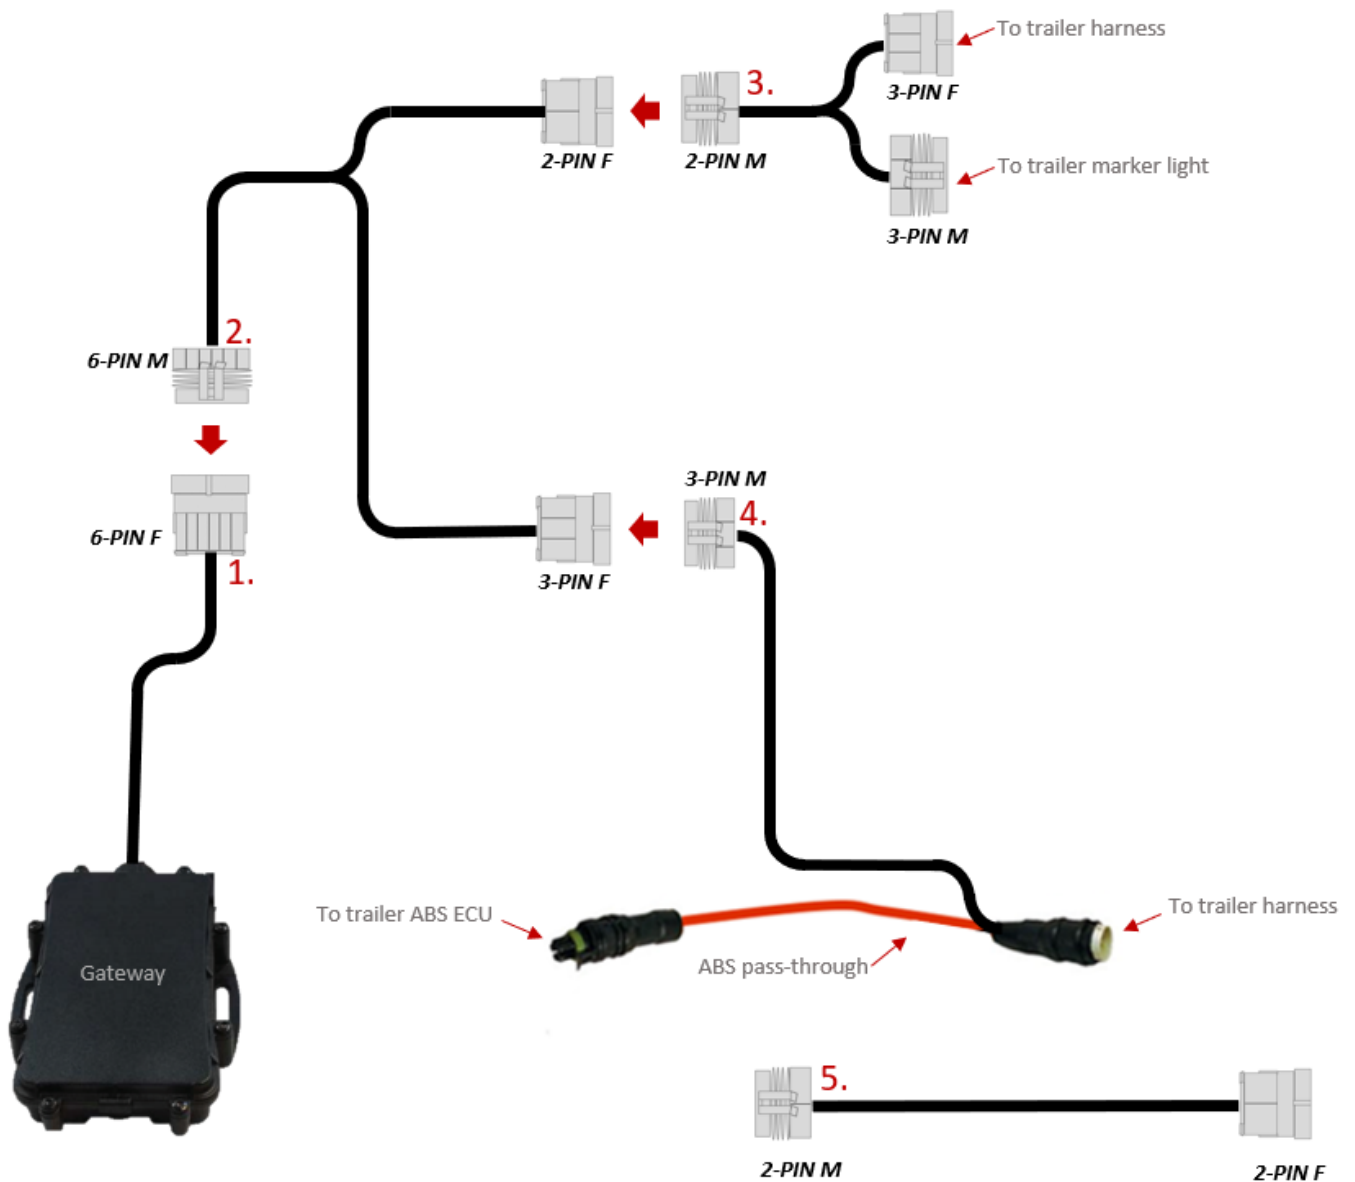 To trailer harness
3.
3-PIN F
2-PIN F
2-PIN M
To trailer marker light
3-PIN M
2.
6-PIN M
3-PIN M
4.
6-PIN F
1.
3-PIN F
To trailer ABS ECU
To trailer harness
ABS pass-through
Gateway
5.
2-PIN M
2-PIN F